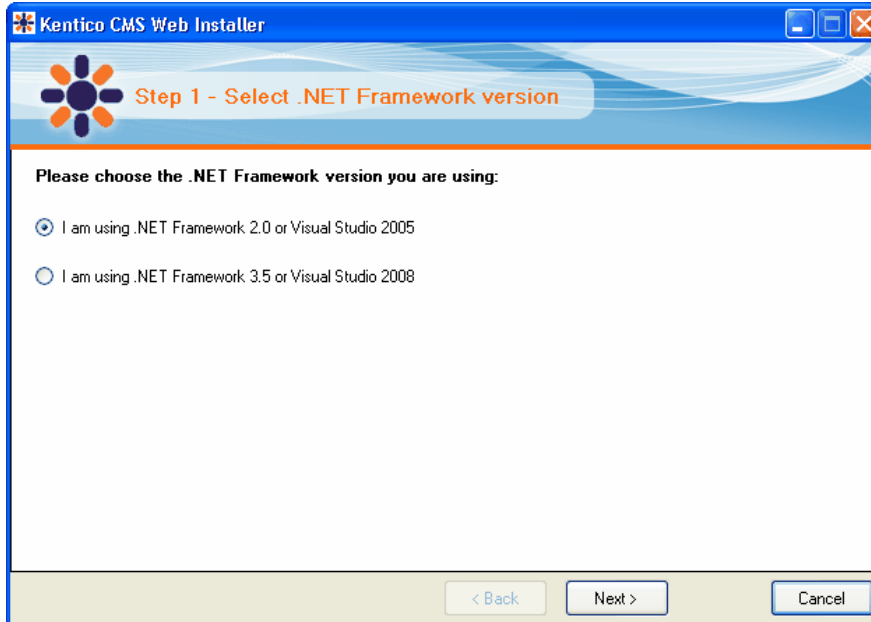 Kentico CMS Web Installer
Step 1 - Select .NET Framework version
Please choose the .NET Framework version you are using:
I am using .NET Framework 2.0 or Visual Studio 2005
I am using .NET Framework 3.5 or Visual Studio 2008
< Back Next > Cancel